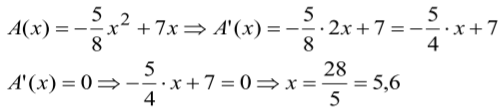 A(x) = −5/8 x² + 7x ⇒ A'(x) = −5/8 · 2x + 7 = −5/4 · x + 7
A'(x) = 0 ⇒ −5/4 · x + 7 = 0 ⇒ x = 28/5 = 5,6